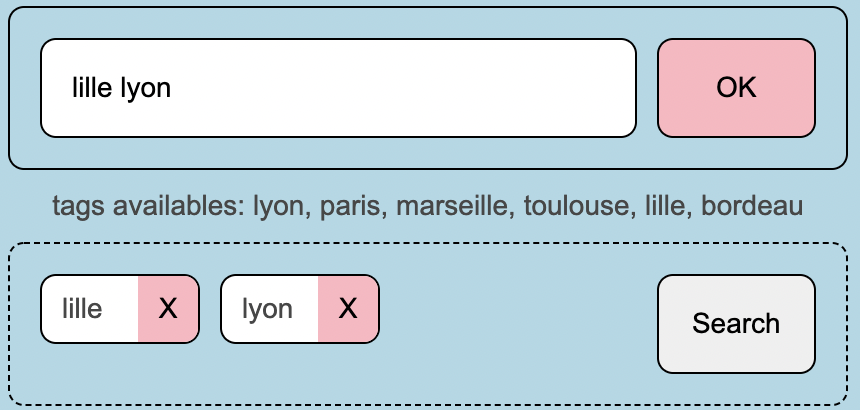 lille lyon OK
tags availables: lyon, paris, marseille, toulouse, lille, bordeau
lille X lyon X Search